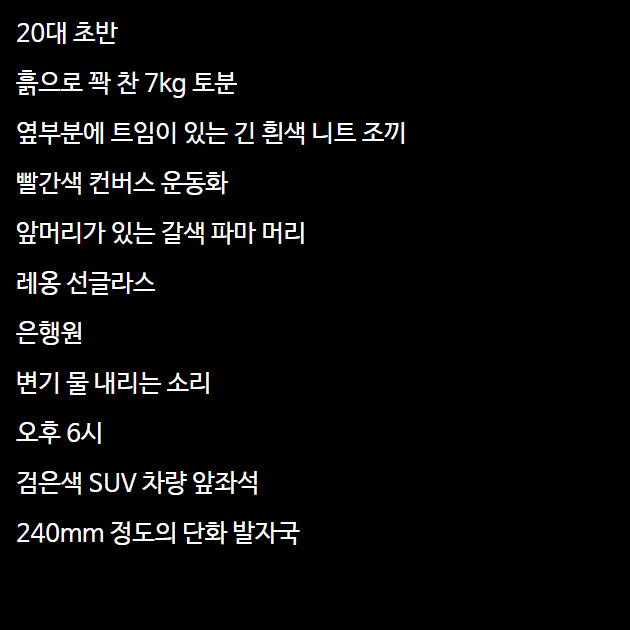 20대 초반
흙으로 꽉 찬 7kg 토분
옆부분에 트임이 있는 긴 흰색 니트 조끼
빨간색 컨버스 운동화
앞머리가 있는 갈색 파마 머리
레옹 선글라스
은행원
변기 물 내리는 소리
오후 6시
검은색 SUV 차량 앞좌석
240mm 정도의 단화 발자국